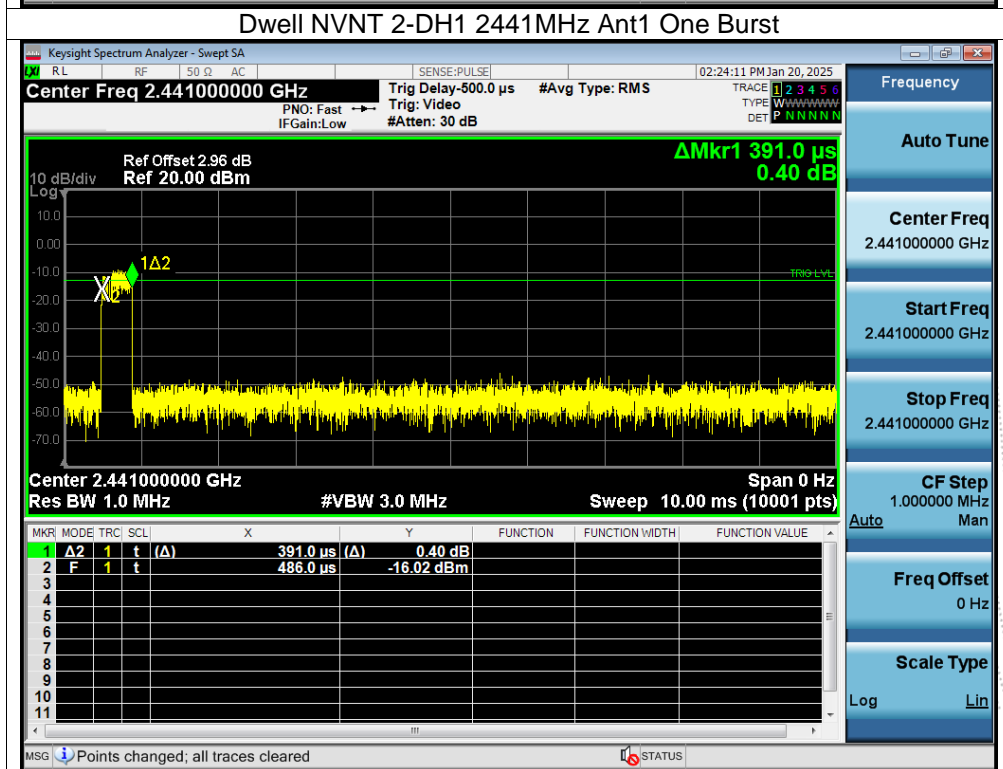 Dwell NVNT 2-DH1 2441MHz Ant1 One Burst
Keysight Spectrum Analyzer - Swept SA
LXI RL RF 50 Ω AC SENSE:PULSE 02:24:11 PM Jan 20, 2025
Center Freq 2.441000000 GHz Trig Delay-500.0 µs #Avg Type: RMS TRACE 1 2 3 4 5 6
PNO: Fast Trig: Video TYPE WWWWWW
IFGain:Low #Atten: 30 dB DET P N N N N N
ΔMkr1 391.0 µs
0.40 dB
Ref Offset 2.96 dB
10 dB/div Ref 20.00 dBm
Log
10.0
0.00
-10.0
-20.0
-30.0
-40.0
-50.0
-60.0
-70.0
1Δ2
X2
TRIG LVL
Center 2.441000000 GHz Span 0 Hz
Res BW 1.0 MHz #VBW 3.0 MHz Sweep 10.00 ms (10001 pts)
MKR MODE TRC SCL X Y FUNCTION FUNCTION WIDTH FUNCTION VALUE
1 Δ2 1 t (Δ) 391.0 µs (Δ) 0.40 dB
2 F 1 t 486.0 µs -16.02 dBm
3
4
5
6
7
8
9
10
11
MSG Points changed; all traces cleared STATUS
Frequency
Auto Tune
Center Freq
2.441000000 GHz
Start Freq
2.441000000 GHz
Stop Freq
2.441000000 GHz
CF Step
1.000000 MHz
Auto Man
Freq Offset
0 Hz
Scale Type
Log Lin